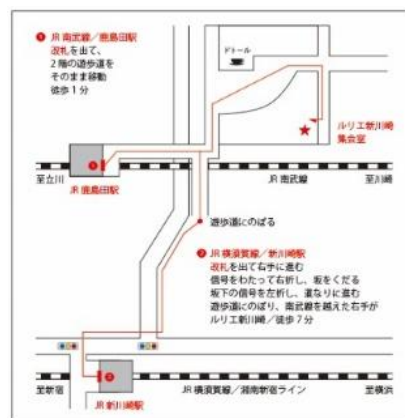 ❶ JR 南武線／鹿島田駅
改札を出て、
2階の遊歩道を
そのまま移動
徒歩1分
ドトール
ルリエ新川崎
集会室
❶
至立川
JR 鹿島田駅
JR 南武線
至川崎
遊歩道にのぼる
❷ JR 横須賀線／新川崎駅
改札を出て右手に進む
信号をわたって右折し、坂をくだる
坂下の信号を左折し、道なりに進む
遊歩道にのぼり、南武線を越えた右手が
ルリエ新川崎／徒歩7分
❷
至新宿
JR 新川崎駅
JR 横須賀線／湘南新宿ライン
至横浜